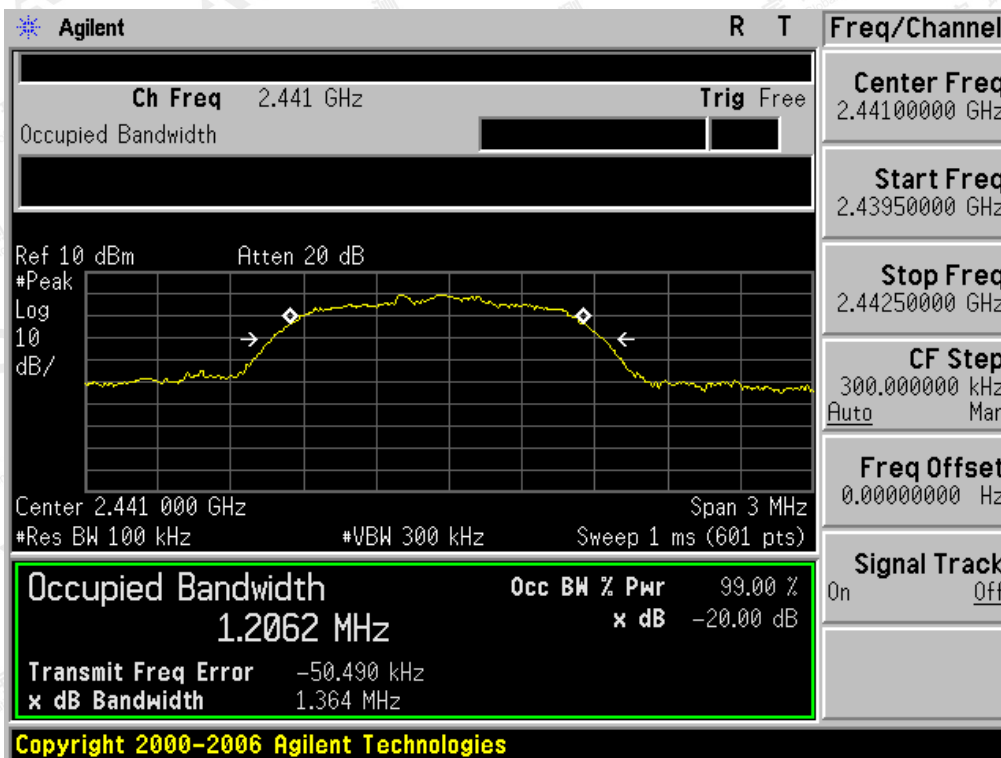 Agilent R T
Freq/Channel
Ch Freq 2.441 GHz Trig Free
Occupied Bandwidth
Center Freq
2.44100000 GHz
Start Freq
2.43950000 GHz
Stop Freq
2.44250000 GHz
CF Step
300.000000 kHz
Auto Man
Freq Offset
0.00000000 Hz
Signal Track
On Off
Ref 10 dBm Atten 20 dB
#Peak
Log
10
dB/
Center 2.441 000 GHz Span 3 MHz
#Res BW 100 kHz #VBW 300 kHz Sweep 1 ms (601 pts)
Occupied Bandwidth
1.2062 MHz
Occ BW % Pwr 99.00 %
x dB -20.00 dB
Transmit Freq Error -50.490 kHz
x dB Bandwidth 1.364 MHz
Copyright 2000-2006 Agilent Technologies